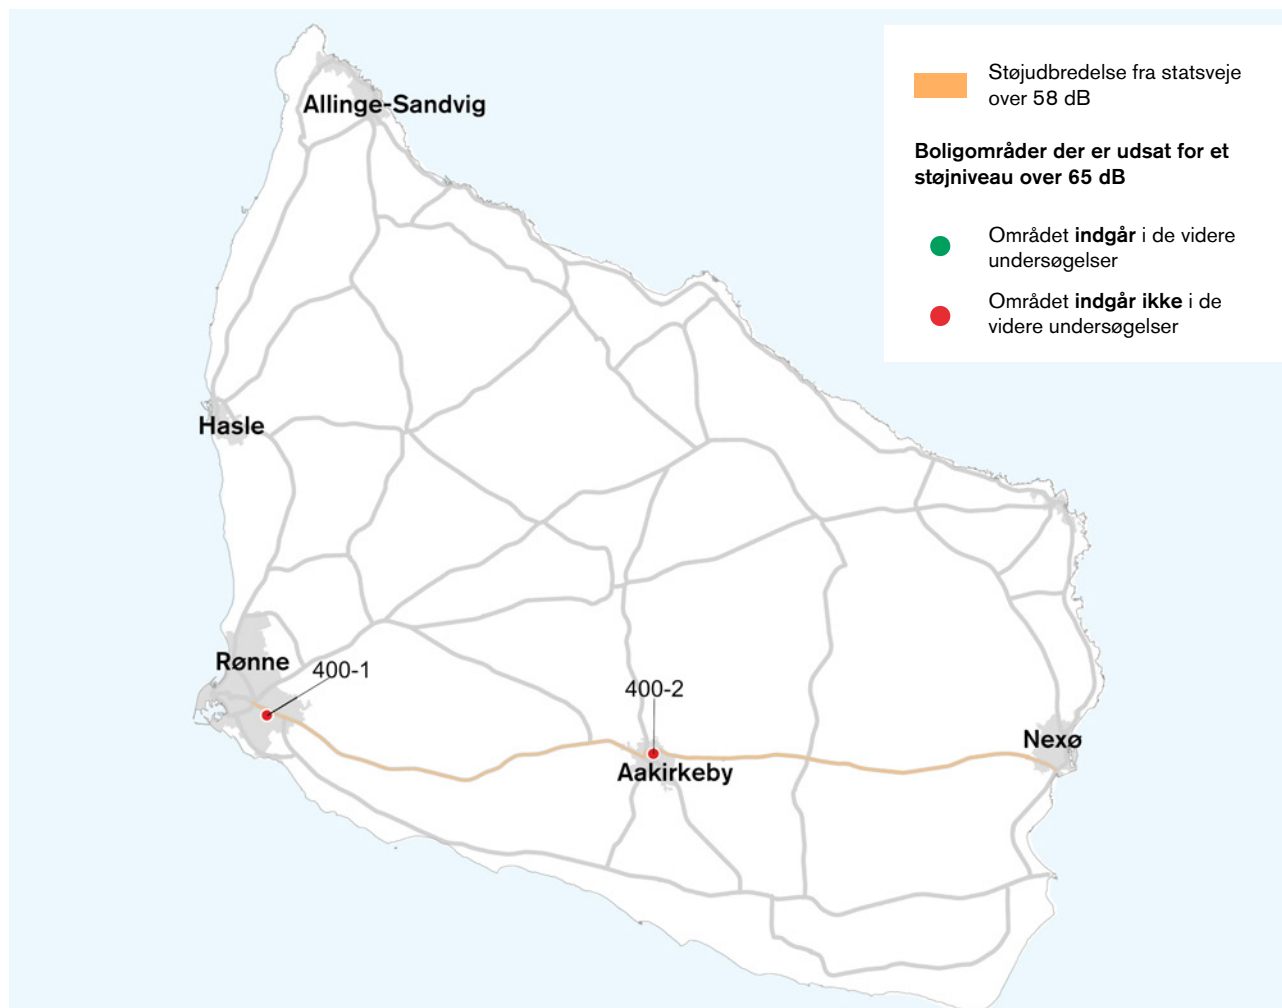 Allinge-Sandvig
Hasle
Rønne
400-1
400-2
Aakirkeby
Nexø
Støjudbredelse fra statsveje
over 58 dB
Boligområder der er udsat for et
støjniveau over 65 dB
Området indgår i de videre
undersøgelser
Området indgår ikke i de
videre undersøgelser